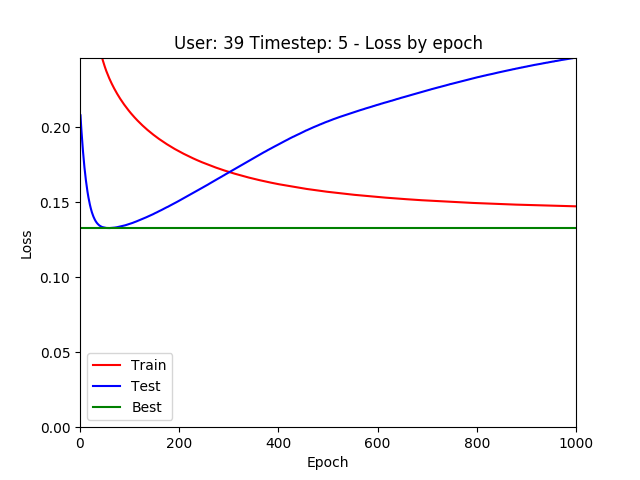 User: 39 Timestep: 5 - Loss by epoch
Loss
0.20
0.15
0.10
0.05
0.00
Train
Test
Best
0 200 400 600 800 1000
Epoch